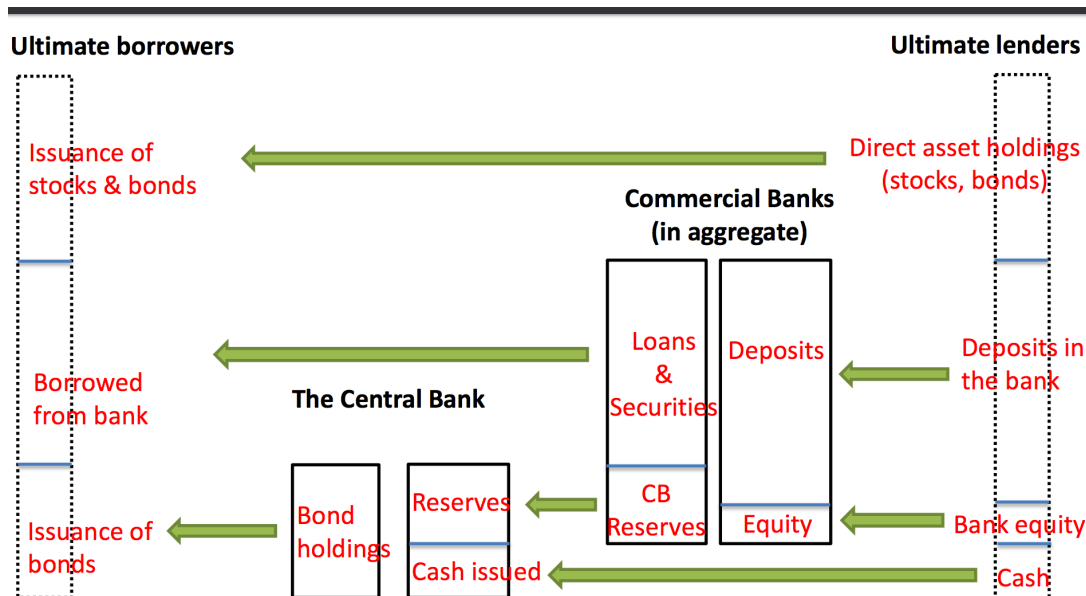 Ultimate borrowers
Ultimate lenders
Issuance of
stocks & bonds
Direct asset holdings
(stocks, bonds)
Commercial Banks
(in aggregate)
Loans
&
Securities
Deposits
Deposits in
the bank
Borrowed
from bank
The Central Bank
Reserves
CB
Reserves
Equity
Bank equity
Issuance of
bonds
Bond
holdings
Cash issued
Cash